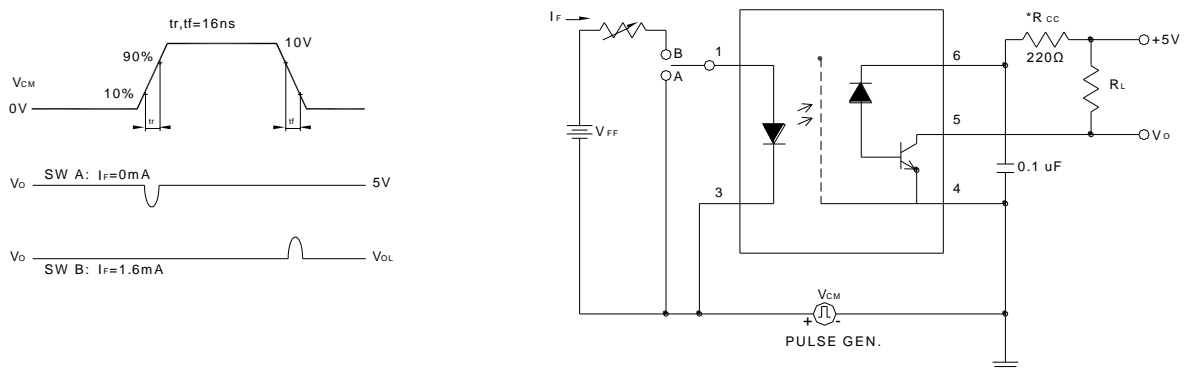 tr,tf=16ns
90%
10V
VCM
10%
0V
tr
tf
VO
SW A: IF=0mA
5V
VO
SW B: IF=1.6mA
VOL
IF
B
A
1
VFF
3
6
5
4
*RCC
220Ω
+5V
RL
VO
0.1 uF
VCM
+
-
PULSE GEN.